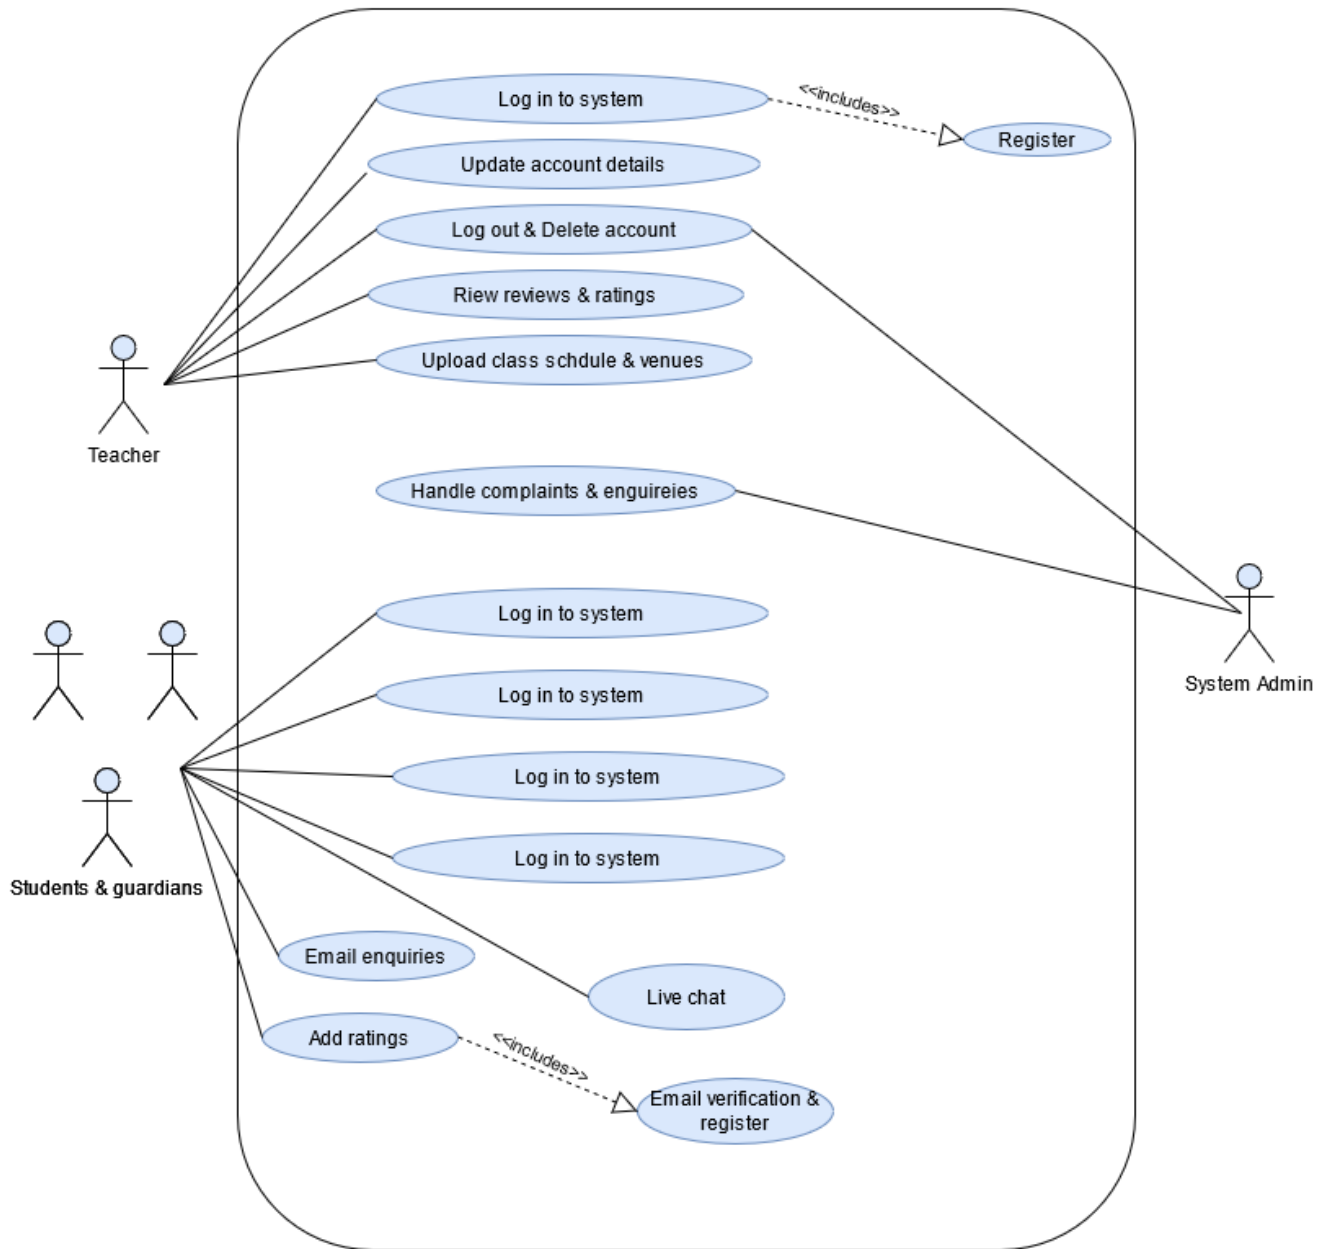 Log in to system
<<includes>>
Register
Update account details
Log out & Delete account
Riew reviews & ratings
Upload class schdule & venues
Teacher
Handle complaints & enguireies
System Admin
Log in to system
Log in to system
Log in to system
Log in to system
Students & guardians
Email enquiries
Live chat
Add ratings
<<includes>>
Email verification &
register